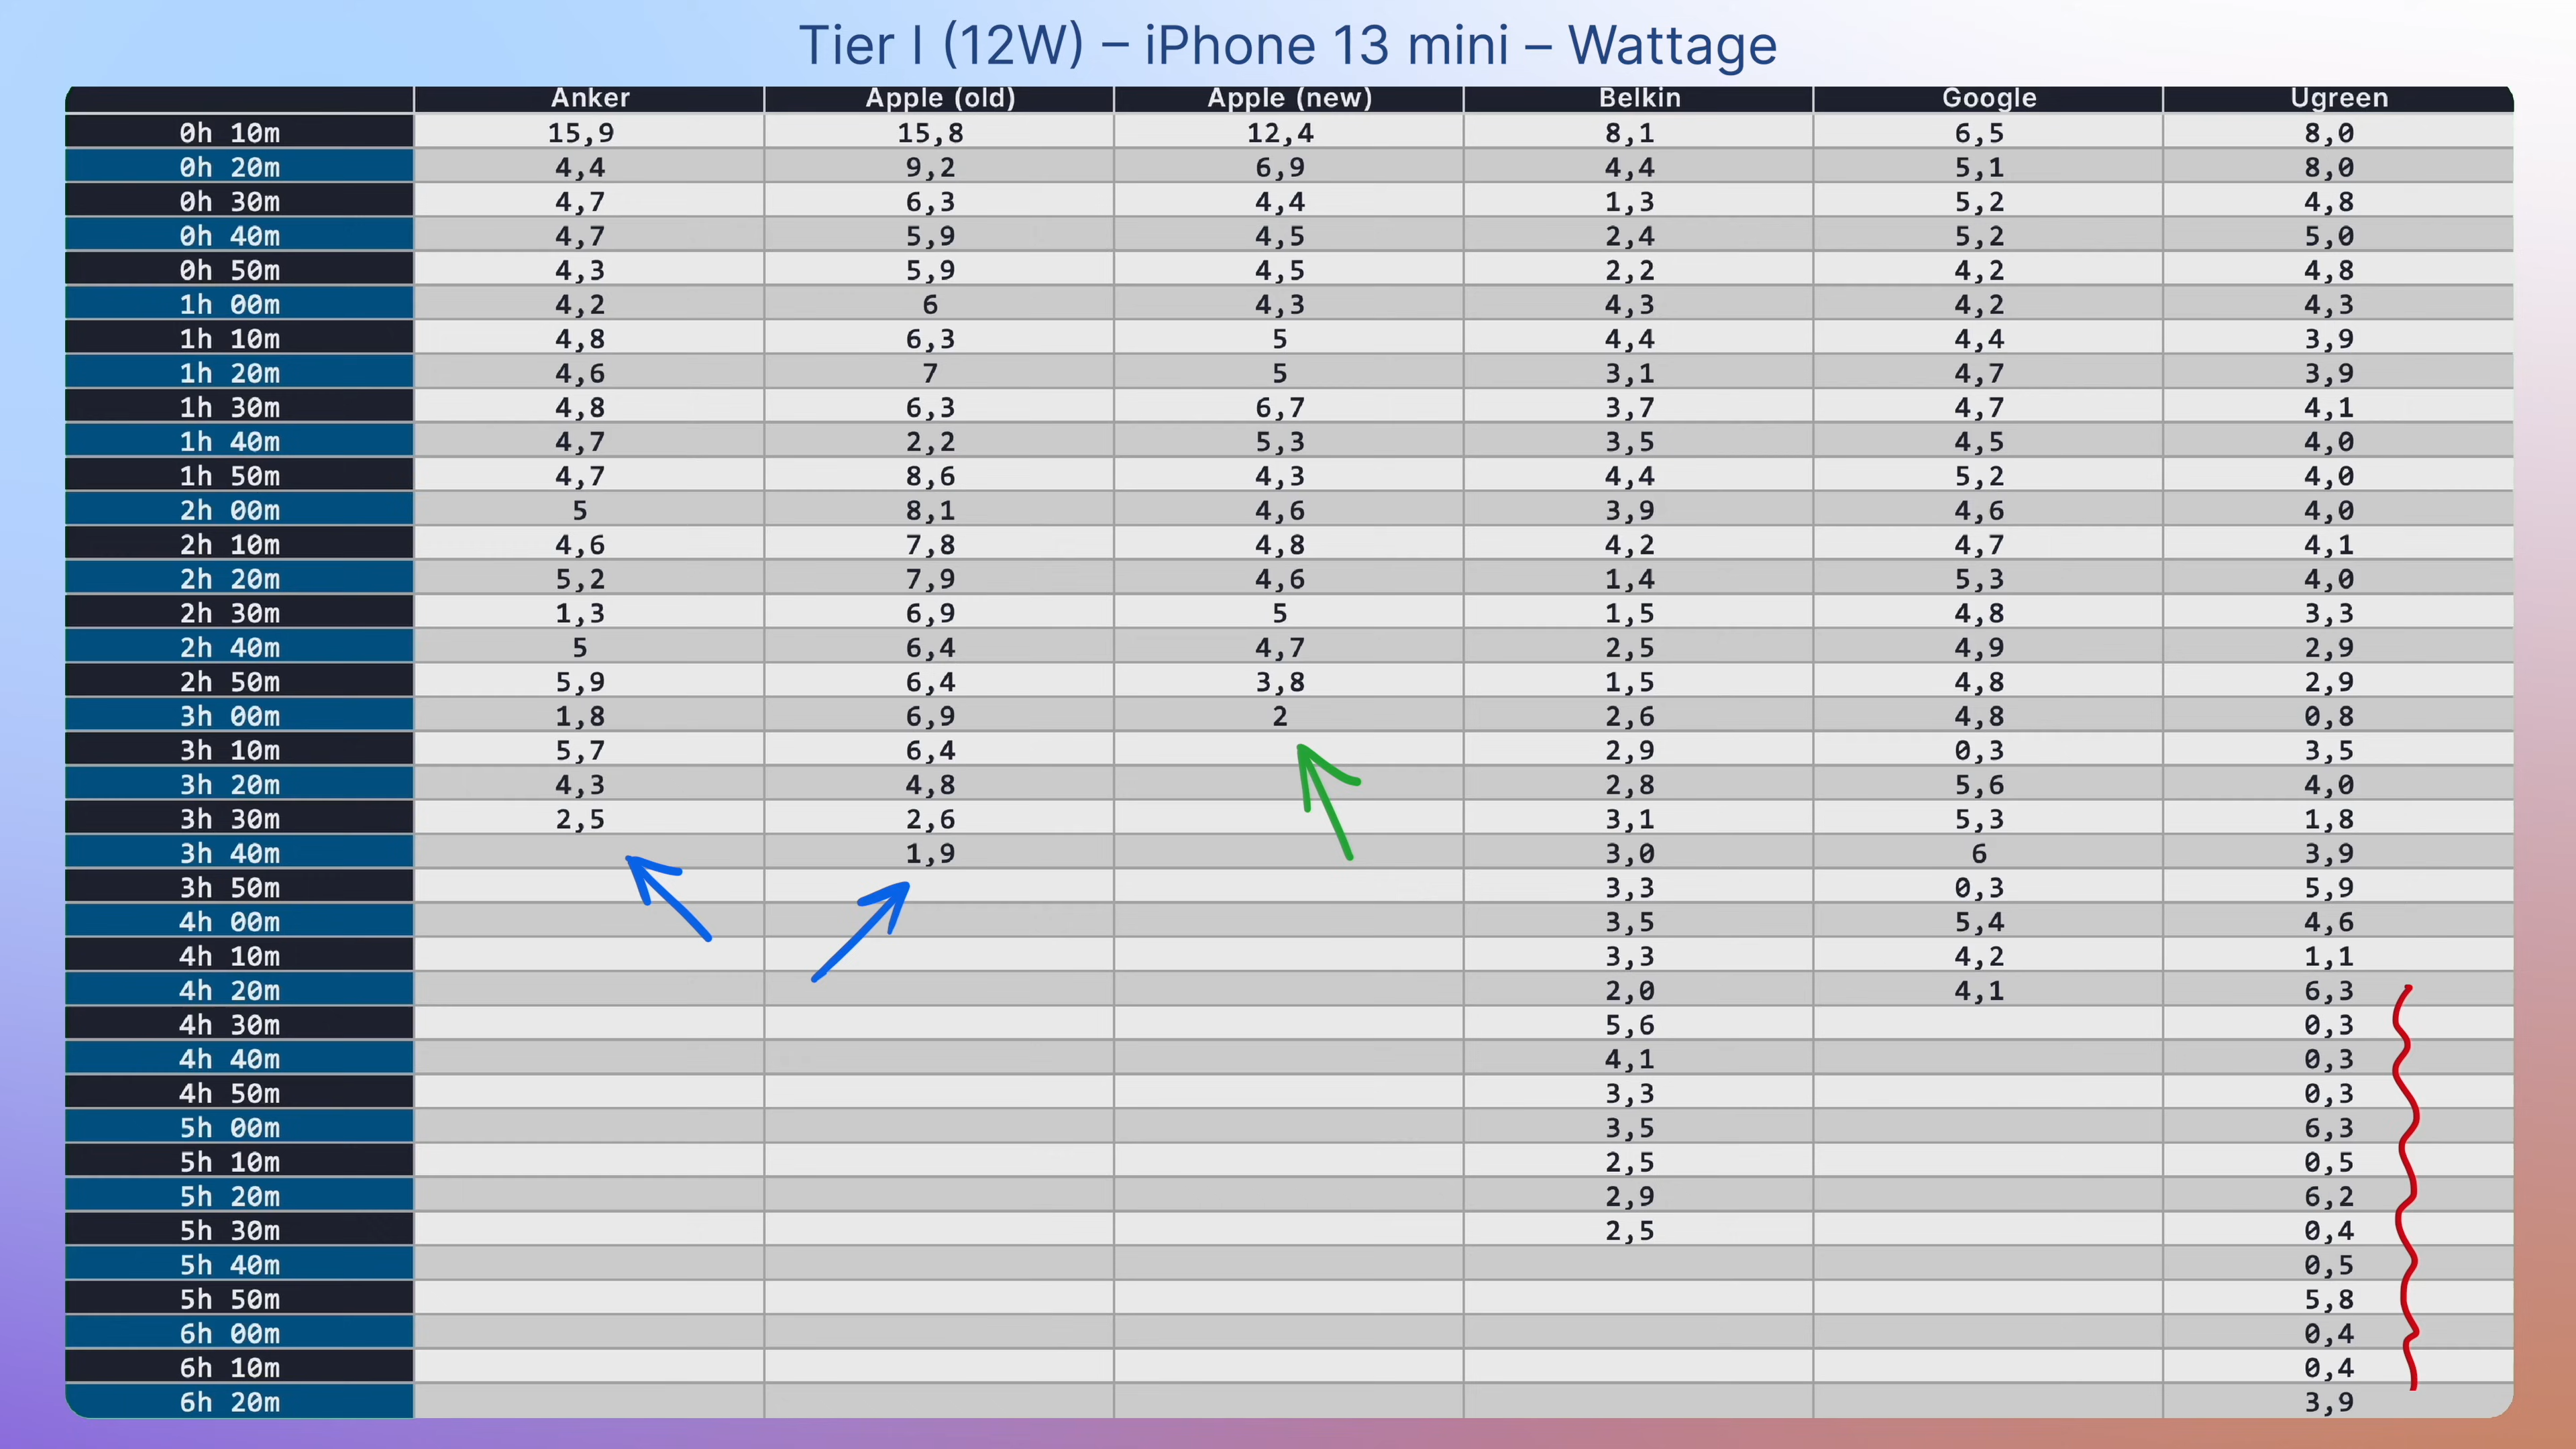 Tier I (12W) – iPhone 13 mini – Wattage
Anker Apple (old) Apple (new) Belkin Google Ugreen
0h 10m 15,9 15,8 12,4 8,1 6,5 8,0
0h 20m 4,4 9,2 6,9 4,4 5,1 8,0
0h 30m 4,7 6,3 4,4 1,3 5,2 4,8
0h 40m 4,7 5,9 4,5 2,4 5,2 5,0
0h 50m 4,3 5,9 4,5 2,2 4,2 4,8
1h 00m 4,2 6 4,3 4,3 4,2 4,3
1h 10m 4,8 6,3 5 4,4 4,4 3,9
1h 20m 4,6 7 5 3,1 4,7 3,9
1h 30m 4,8 6,3 6,7 3,7 4,7 4,1
1h 40m 4,7 2,2 5,3 3,5 4,5 4,0
1h 50m 4,7 8,6 4,3 4,4 5,2 4,0
2h 00m 5 8,1 4,6 3,9 4,6 4,0
2h 10m 4,6 7,8 4,8 4,2 4,7 4,1
2h 20m 5,2 7,9 4,6 1,4 5,3 4,0
2h 30m 1,3 6,9 5 1,5 4,8 3,3
2h 40m 5 6,4 4,7 2,5 4,9 2,9
2h 50m 5,9 6,4 3,8 1,5 4,8 2,9
3h 00m 1,8 6,9 2 2,6 4,8 0,8
3h 10m 5,7 6,4 2,9 0,3 3,5
3h 20m 4,3 4,8 2,8 5,6 4,0
3h 30m 2,5 2,6 3,1 5,3 1,8
3h 40m 1,9 3,0 6 3,9
3h 50m 3,3 0,3 5,9
4h 00m 3,5 5,4 4,6
4h 10m 3,3 4,2 1,1
4h 20m 2,0 4,1 6,3
4h 30m 5,6 0,3
4h 40m 4,1 0,3
4h 50m 3,3 0,3
5h 00m 3,5 6,3
5h 10m 2,5 0,5
5h 20m 2,9 6,2
5h 30m 2,5 0,4
5h 40m 0,5
5h 50m 5,8
6h 00m 0,4
6h 10m 0,4
6h 20m 3,9